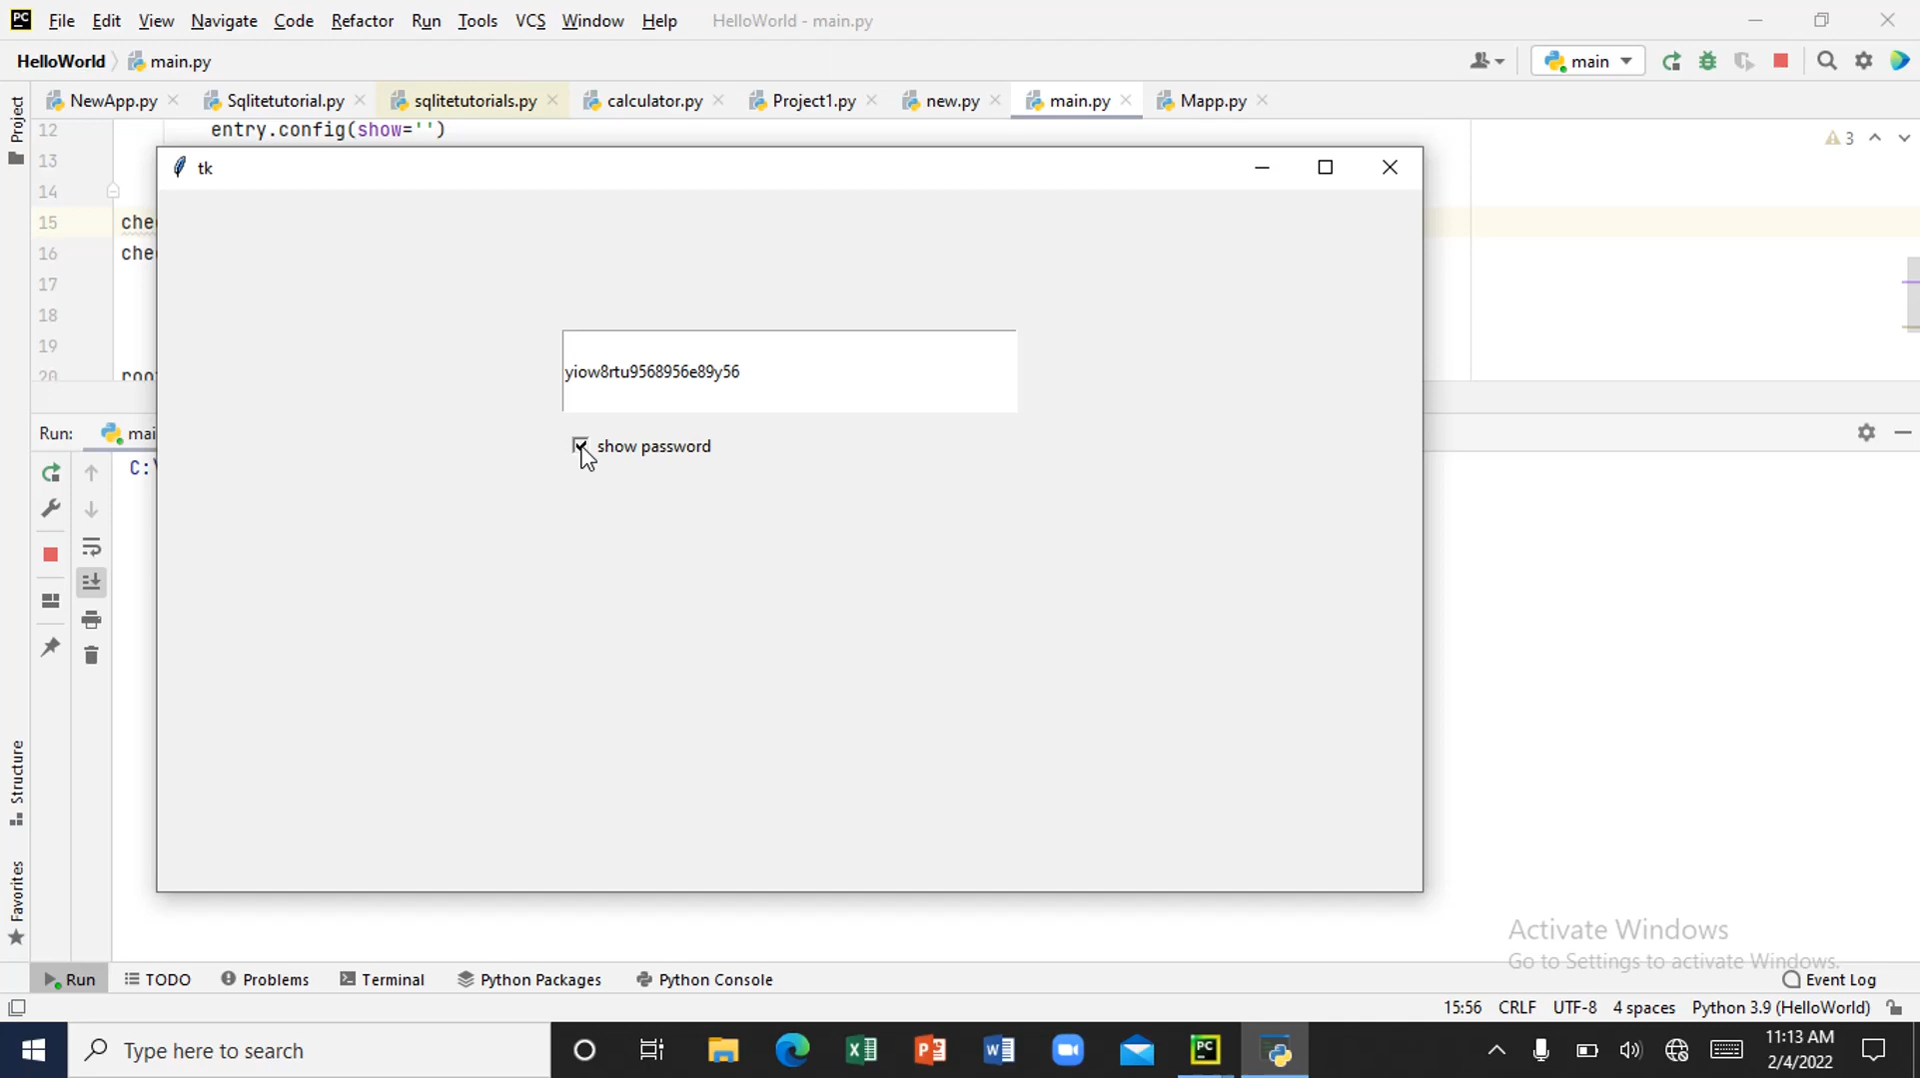 PC File Edit View Navigate Code Refactor Run Tools VCS Window Help HelloWorld - main.py
HelloWorld main.py main
NewApp.py Sqlitetutorial.py sqlitetutorials.py calculator.py Project1.py new.py main.py Mapp.py
Project
12 entry.config(show='')
3
13
tk
14
15 che
16 che
17
18
19
20 roo
yiow8rtu9568956e89y56
show password
Run: mai
C:\
Structure
Favorites
Activate Windows
Go to Settings to activate Windows.
Run TODO Problems Terminal Python Packages Python Console Event Log
15:56 CRLF UTF-8 4 spaces Python 3.9 (HelloWorld)
Type here to search
11:13 AM
2/4/2022